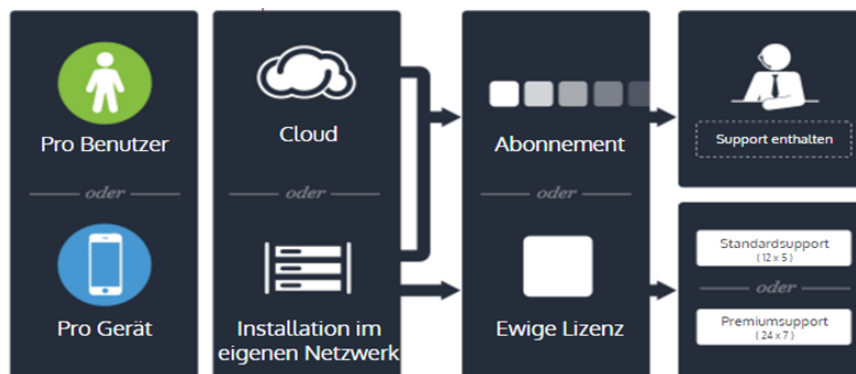 Pro Benutzer
oder
Pro Gerät
Cloud
oder
Installation im
eigenen Netzwerk
Abonnement
oder
Ewige Lizenz
Support enthalten
Standardsupport
( 12 x 5 )
oder
Premiumsupport
( 24 x 7 )